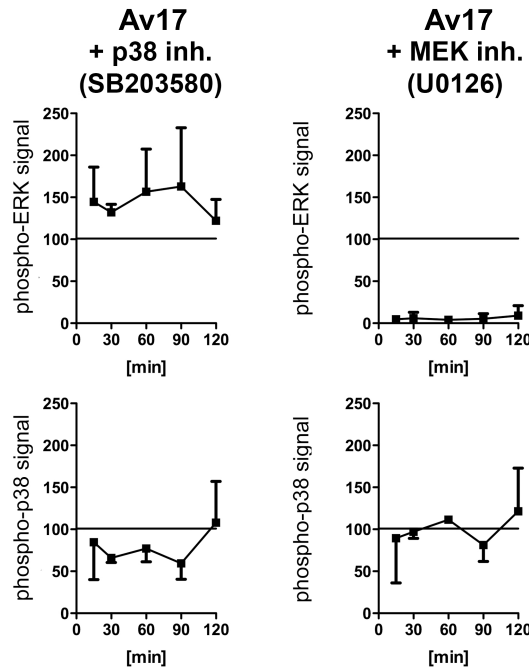 Av17
+ p38 inh.
(SB203580)
Av17
+ MEK inh.
(U0126)
phospho-ERK signal
250
200
150
100
50
0
0 30 60 90 120
[min]
phospho-ERK signal
250
200
150
100
50
0
0 30 60 90 120
[min]
phospho-p38 signal
250
200
150
100
50
0
0 30 60 90 120
[min]
phospho-p38 signal
250
200
150
100
50
0
0 30 60 90 120
[min]